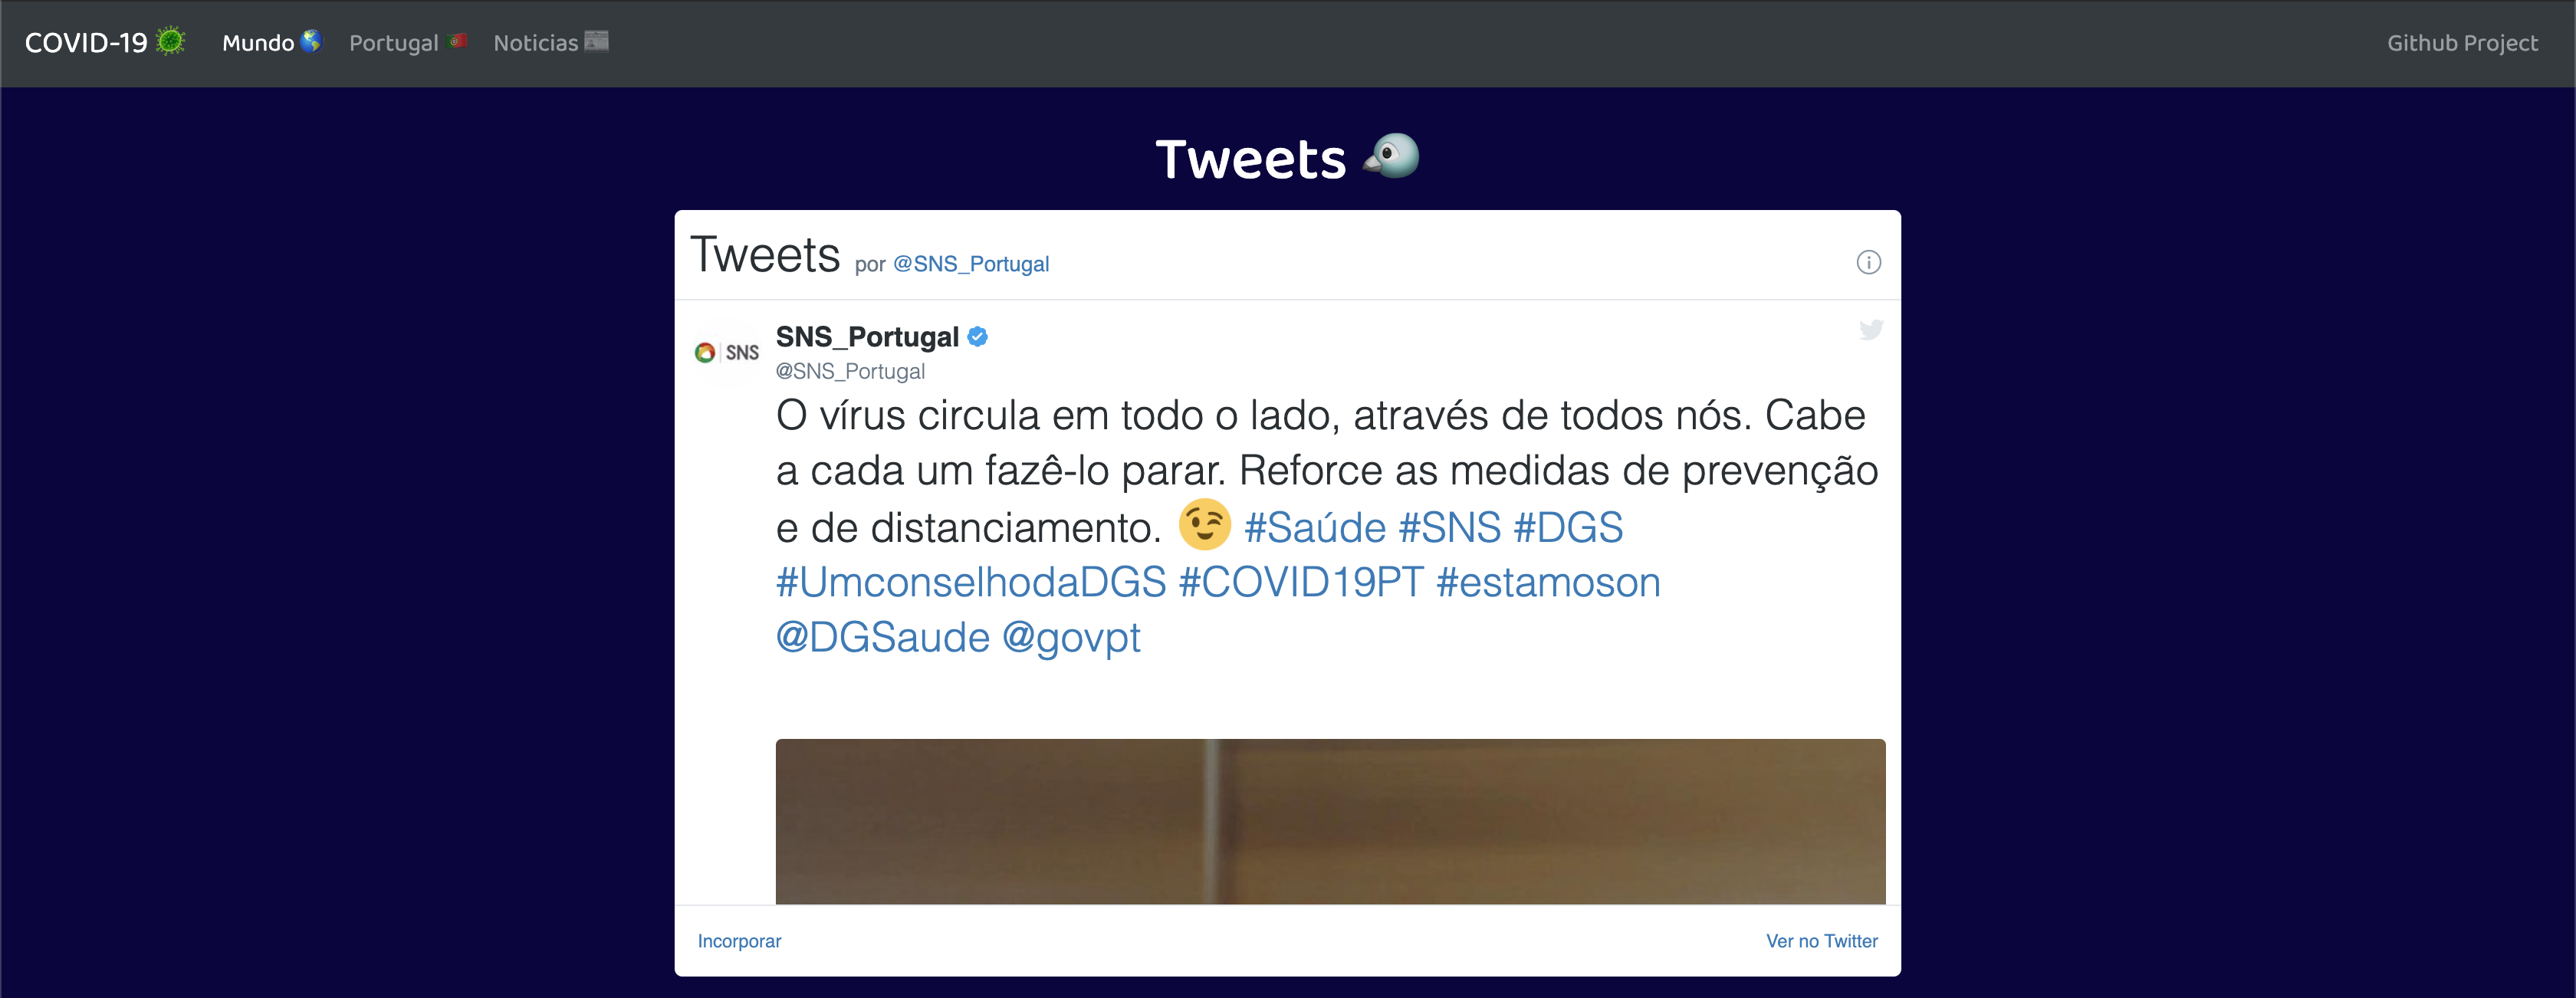 COVID-19 Mundo Portugal Noticias Github Project
Tweets
Tweets por @SNS_Portugal
SNS
SNS_Portugal
@SNS_Portugal
O vírus circula em todo o lado, através de todos nós. Cabe
a cada um fazê-lo parar. Reforce as medidas de prevenção
e de distanciamento. 😉 #Saúde #SNS #DGS
#UmconselhodaDGS #COVID19PT #estamoson
@DGSaude @govpt
Incorporar Ver no Twitter